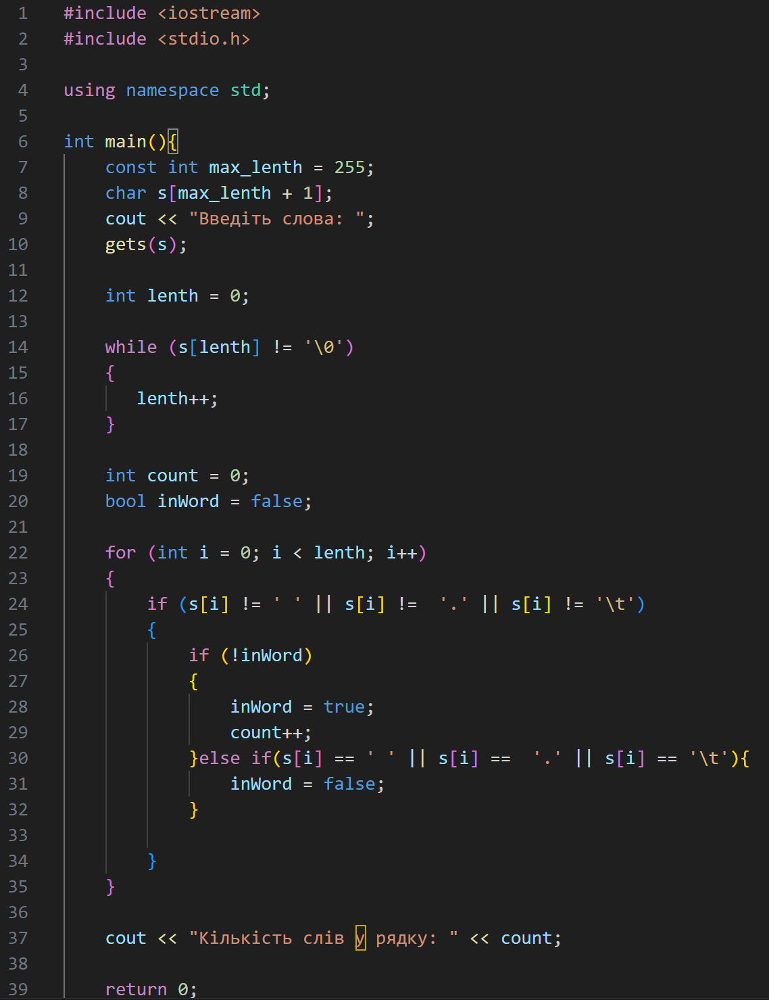 1 #include <iostream>
2 #include <stdio.h>
3
4 using namespace std;
5
6 int main(){
7     const int max_lenth = 255;
8     char s[max_lenth + 1];
9     cout << "Введіть слова: ";
10     gets(s);
11
12     int lenth = 0;
13
14     while (s[lenth] != '\0')
15     {
16        lenth++;
17     }
18
19     int count = 0;
20     bool inWord = false;
21
22     for (int i = 0; i < lenth; i++)
23     {
24         if (s[i] != ' ' || s[i] !=  '.' || s[i] != '\t')
25         {
26             if (!inWord)
27             {
28                 inWord = true;
29                 count++;
30             }else if(s[i] == ' ' || s[i] ==  '.' || s[i] == '\t'){
31                 inWord = false;
32             }
33
34         }
35     }
36
37     cout << "Кількість слів у рядку: " << count;
38
39     return 0;